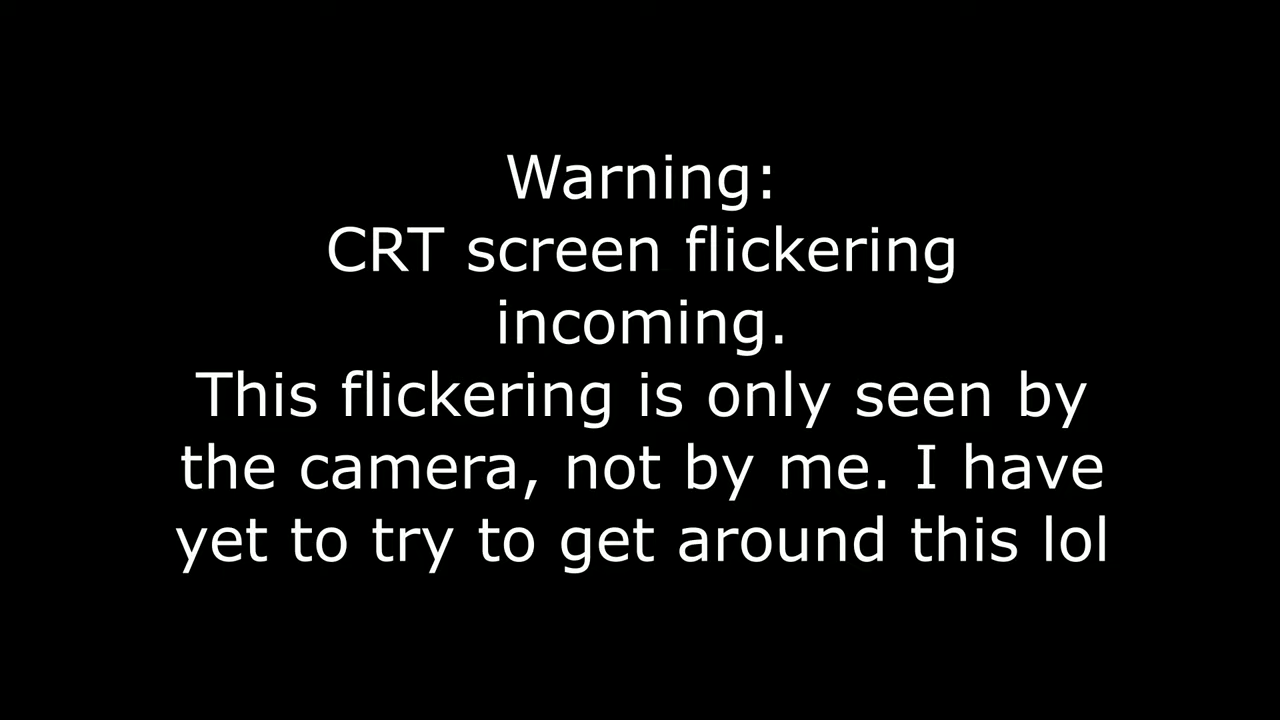 Warning:
CRT screen flickering
incoming.
This flickering is only seen by
the camera, not by me. I have
yet to try to get around this lol